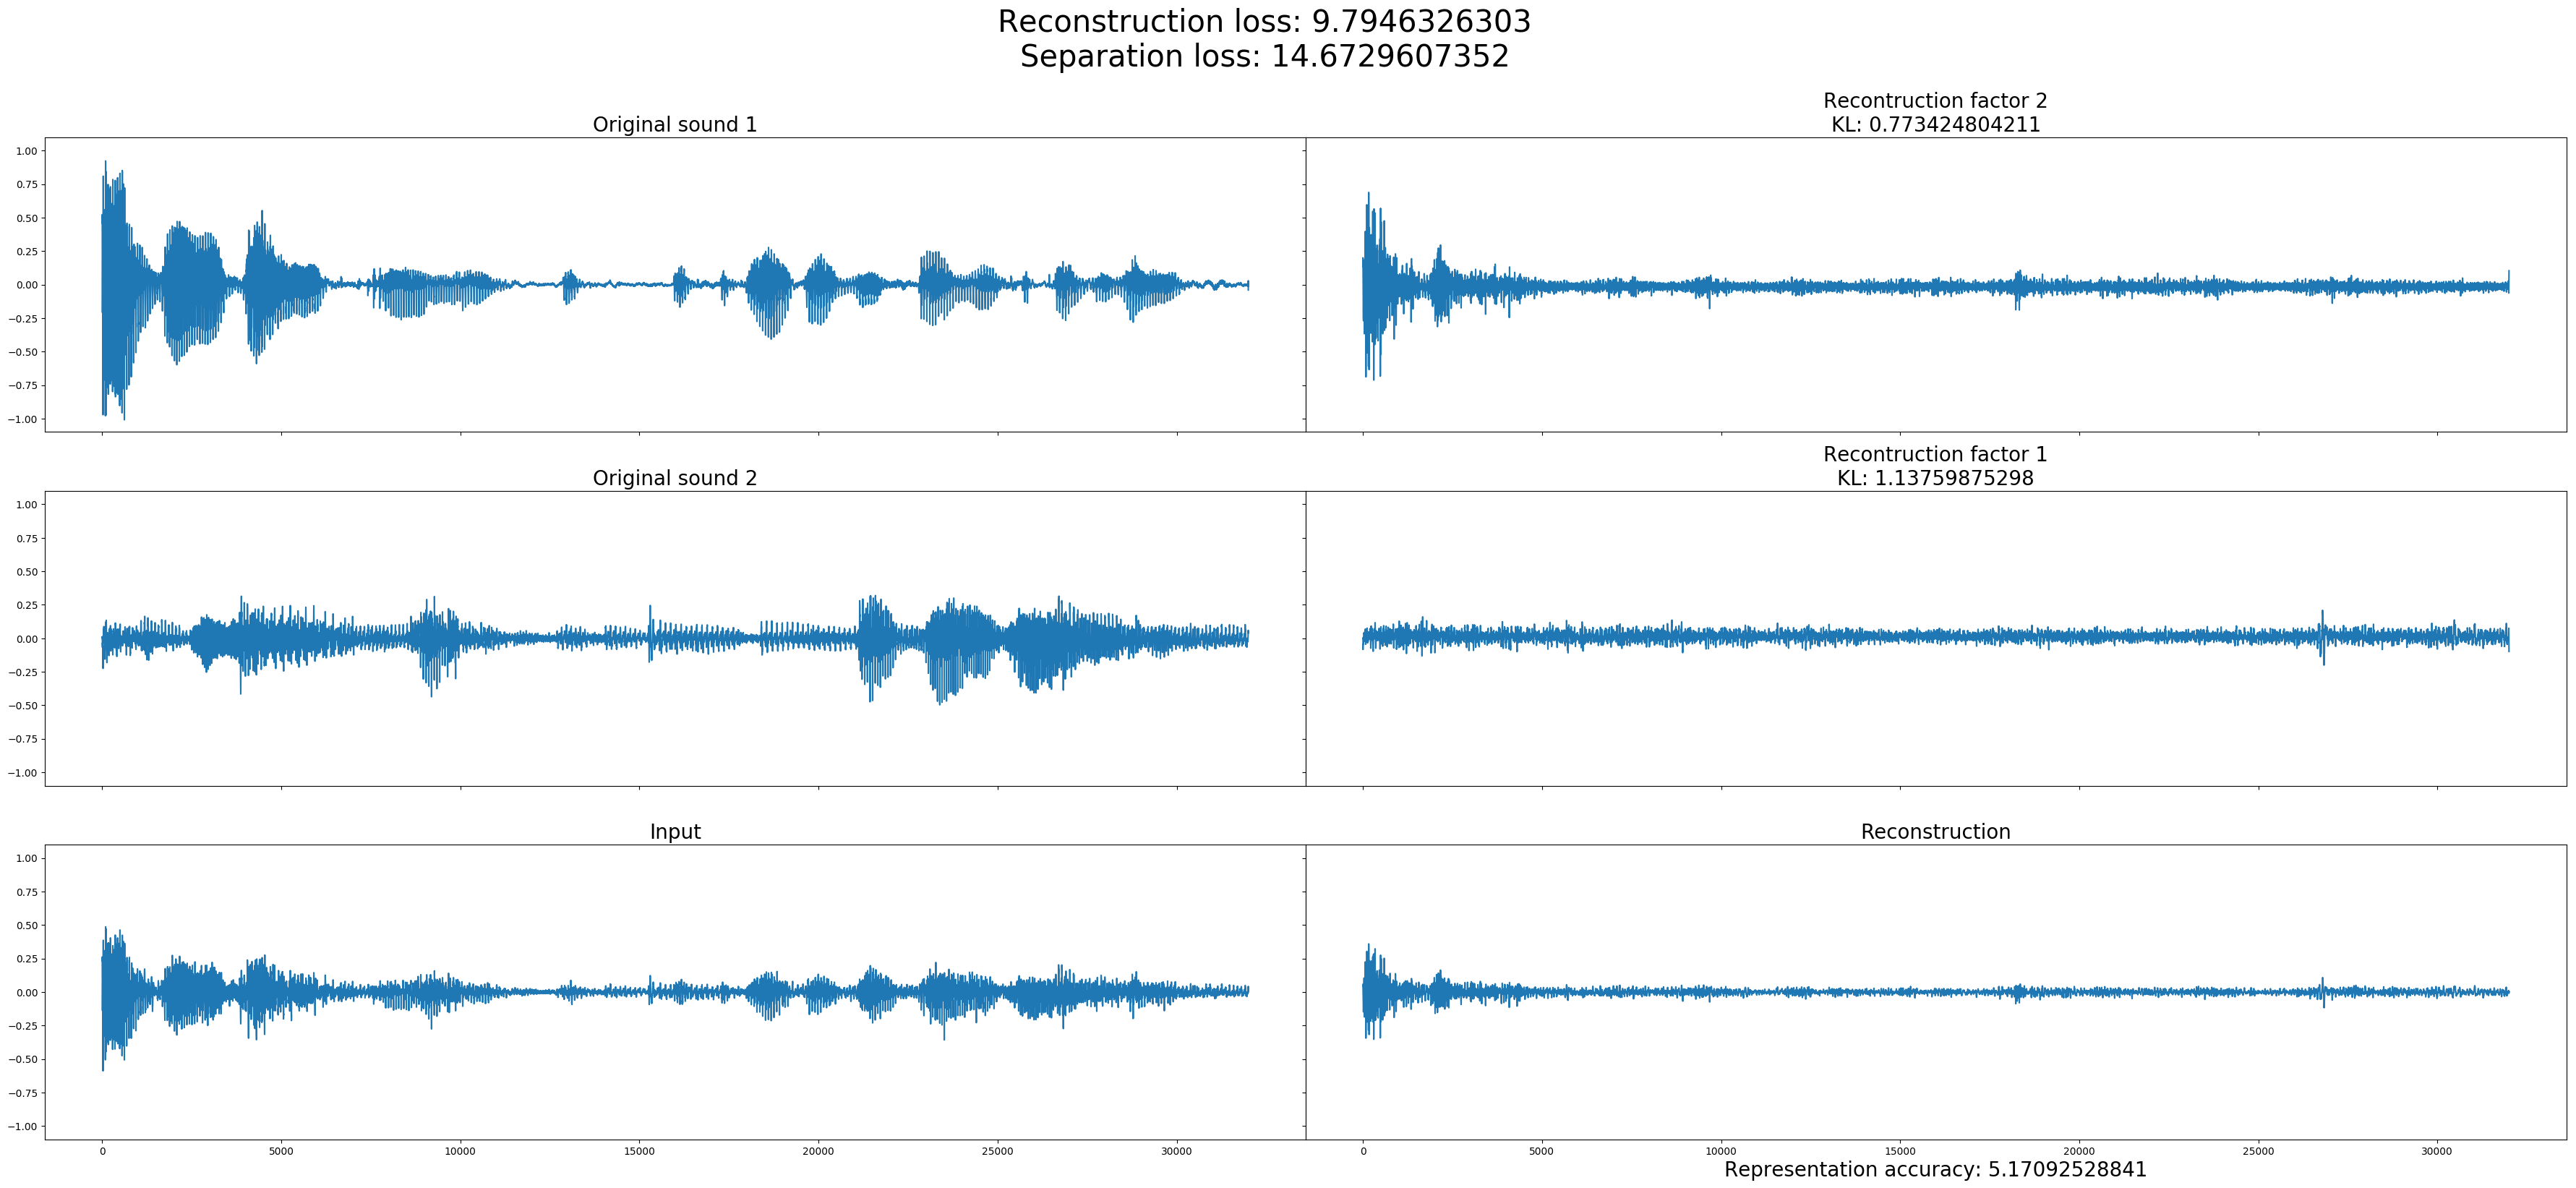 Reconstruction loss: 9.7946326303
Separation loss: 14.6729607352
Original sound 1
Recontruction factor 2
KL: 0.773424804211
1.00
0.75
0.50
0.25
0.00
−0.25
−0.50
−0.75
−1.00
Original sound 2
Recontruction factor 1
KL: 1.13759875298
1.00
0.75
0.50
0.25
0.00
−0.25
−0.50
−0.75
−1.00
Input
Reconstruction
1.00
0.75
0.50
0.25
0.00
−0.25
−0.50
−0.75
−1.00
0 5000 10000 15000 20000 25000 30000
0 5000 10000 15000 20000 25000 30000
Representation accuracy: 5.17092528841